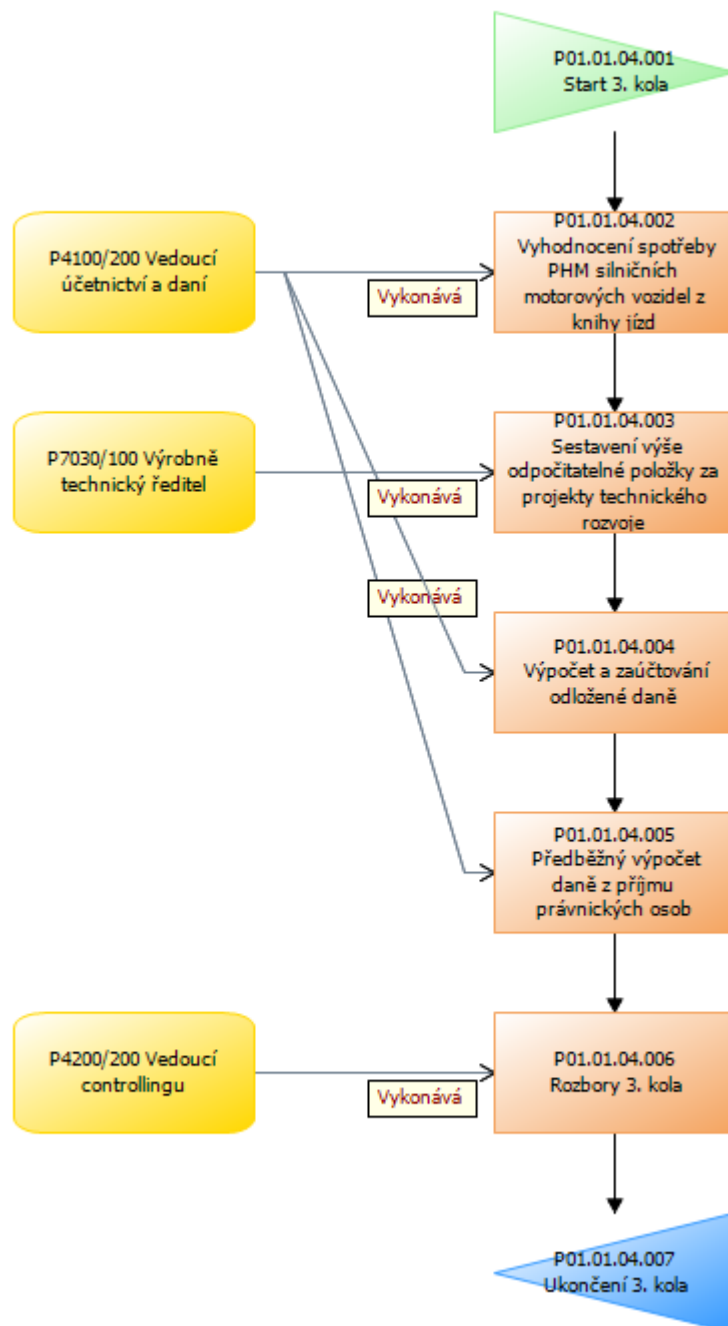 P01.01.04.001
Start 3. kola
P4100/200 Vedoucí
účetnictví a daní
Vykonává
P01.01.04.002
Vyhodnocení spotřeby
PHM silničních
motorových vozidel z
knihy jízd
P7030/100 Výrobně
technický ředitel
Vykonává
P01.01.04.003
Sestavení výše
odpočitatelné položky za
projekty technického
rozvoje
Vykonává
P01.01.04.004
Výpočet a zaúčtování
odložené daně
P01.01.04.005
Předběžný výpočet
daně z příjmu
právnických osob
P4200/200 Vedoucí
controllingu
Vykonává
P01.01.04.006
Rozbory 3. kola
P01.01.04.007
Ukončení 3. kola